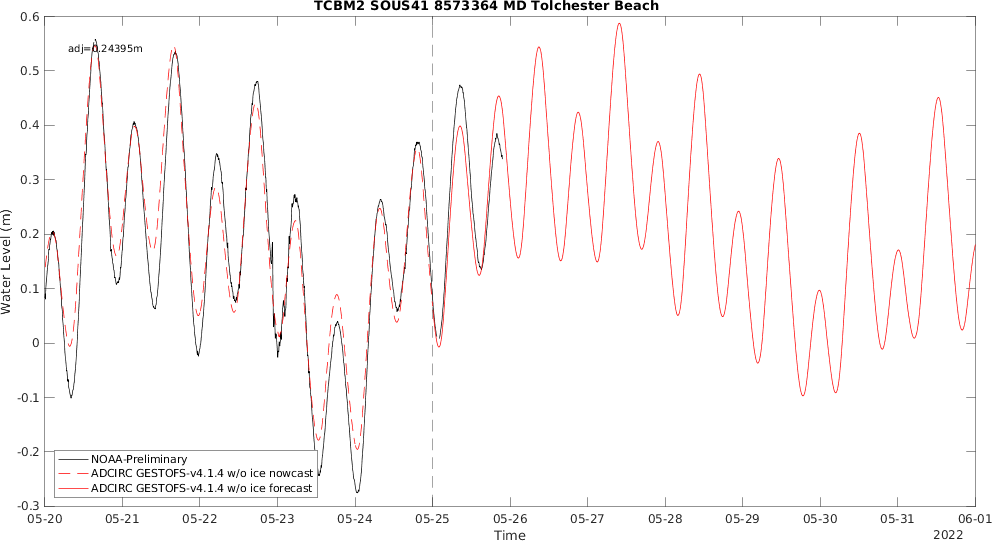 TCBM2 SOUS41 8573364 MD Tolchester Beach
adj=0.24395m
Water Level (m)
0.6
0.5
0.4
0.3
0.2
0.1
0
-0.1
-0.2
-0.3
NOAA-Preliminary
ADCIRC GESTOFS-v4.1.4 w/o ice nowcast
ADCIRC GESTOFS-v4.1.4 w/o ice forecast
05-20 05-21 05-22 05-23 05-24 05-25 05-26 05-27 05-28 05-29 05-30 05-31 06-01
Time
2022